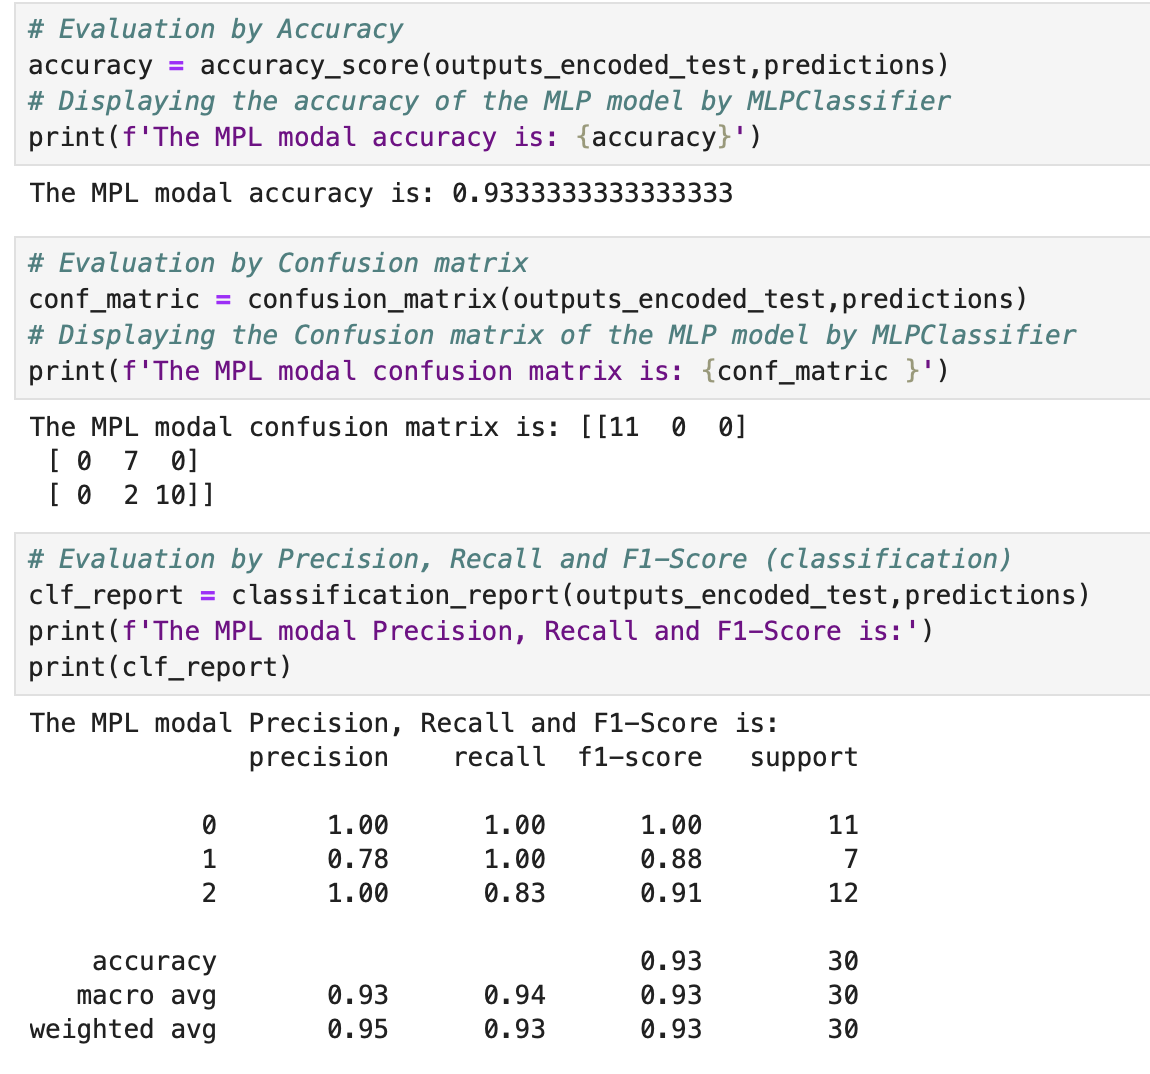 # Evaluation by Accuracy
accuracy = accuracy_score(outputs_encoded_test,predictions)
# Displaying the accuracy of the MLP model by MLPClassifier
print(f'The MPL modal accuracy is: {accuracy}')
The MPL modal accuracy is: 0.9333333333333333
# Evaluation by Confusion matrix
conf_matric = confusion_matrix(outputs_encoded_test,predictions)
# Displaying the Confusion matrix of the MLP model by MLPClassifier
print(f'The MPL modal confusion matrix is: {conf_matric }')
The MPL modal confusion matrix is: [[11  0  0]
 [ 0  7  0]
 [ 0  2 10]]
# Evaluation by Precision, Recall and F1-Score (classification)
clf_report = classification_report(outputs_encoded_test,predictions)
print(f'The MPL modal Precision, Recall and F1-Score is:')
print(clf_report)
The MPL modal Precision, Recall and F1-Score is:
              precision    recall  f1-score   support
           0       1.00      1.00      1.00        11
           1       0.78      1.00      0.88         7
           2       1.00      0.83      0.91        12
    accuracy                           0.93        30
   macro avg       0.93      0.94      0.93        30
weighted avg       0.95      0.93      0.93        30